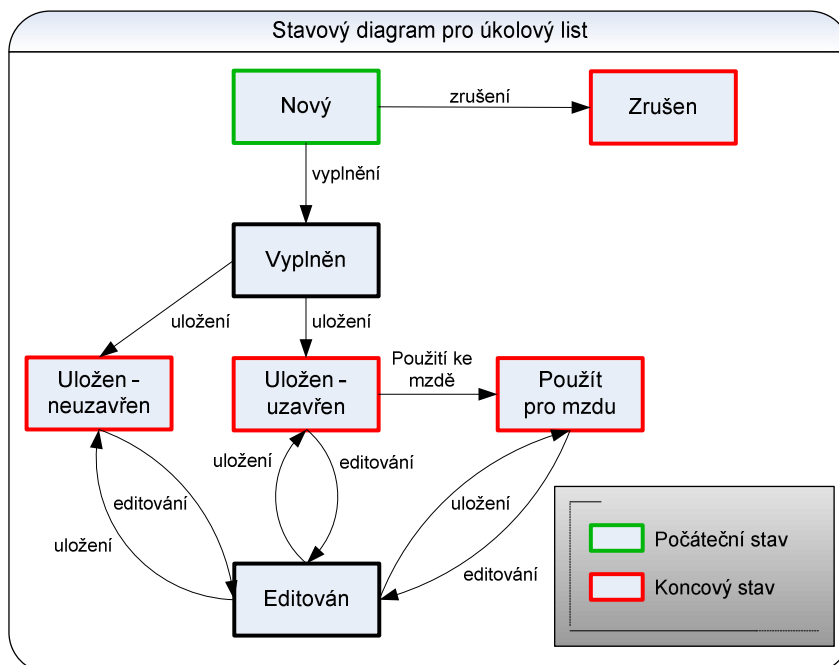 Stavový diagram pro úkolový list
Nový
zrušení
Zrušen
vyplnění
Vyplněn
uložení
uložení
Uložen -
neuzavřen
Uložen -
uzavřen
Použití ke
mzdě
Použít
pro mzdu
uložení
editování
editování
uložení
uložení
editování
Editován
Počáteční stav
Koncový stav